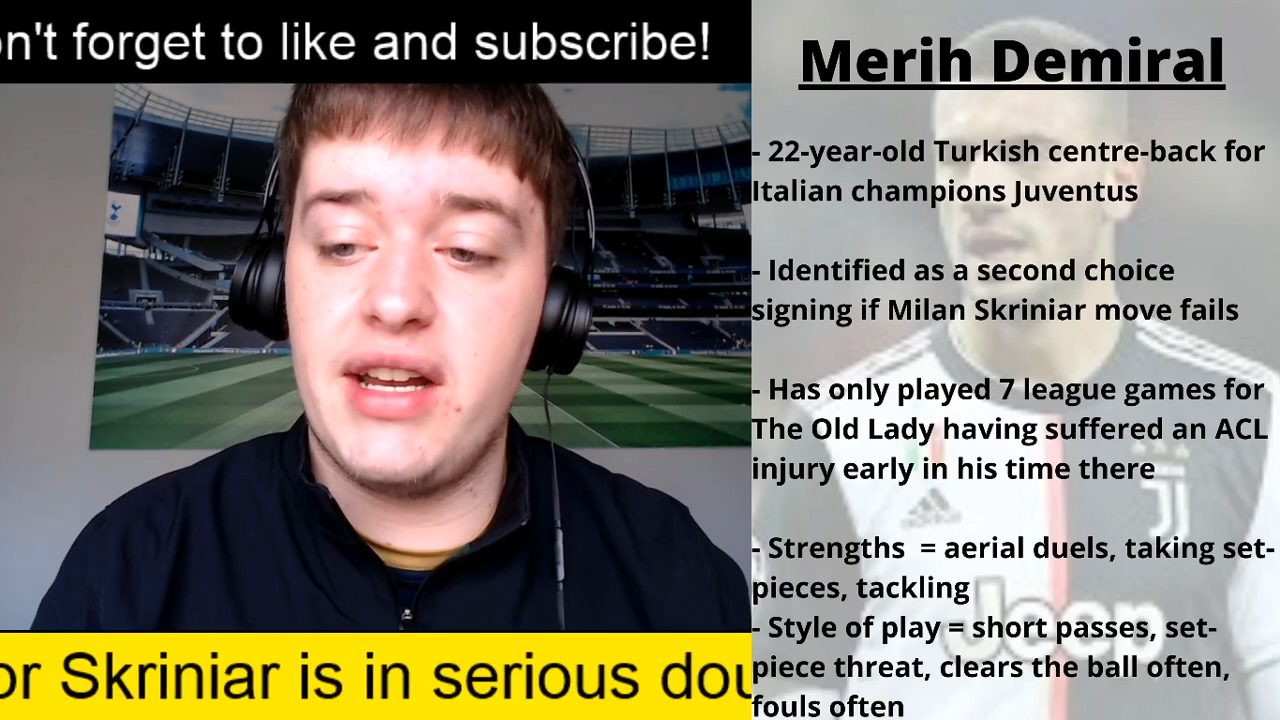 on't forget to like and subscribe!
Merih Demiral
- 22-year-old Turkish centre-back for
Italian champions Juventus
- Identified as a second choice
signing if Milan Skriniar move fails
- Has only played 7 league games for
The Old Lady having suffered an ACL
injury early in his time there
- Strengths = aerial duels, taking set-
pieces, tackling
- Style of play = short passes, set-
piece threat, clears the ball often,
fouls often
Jeep
or Skriniar is in serious dou